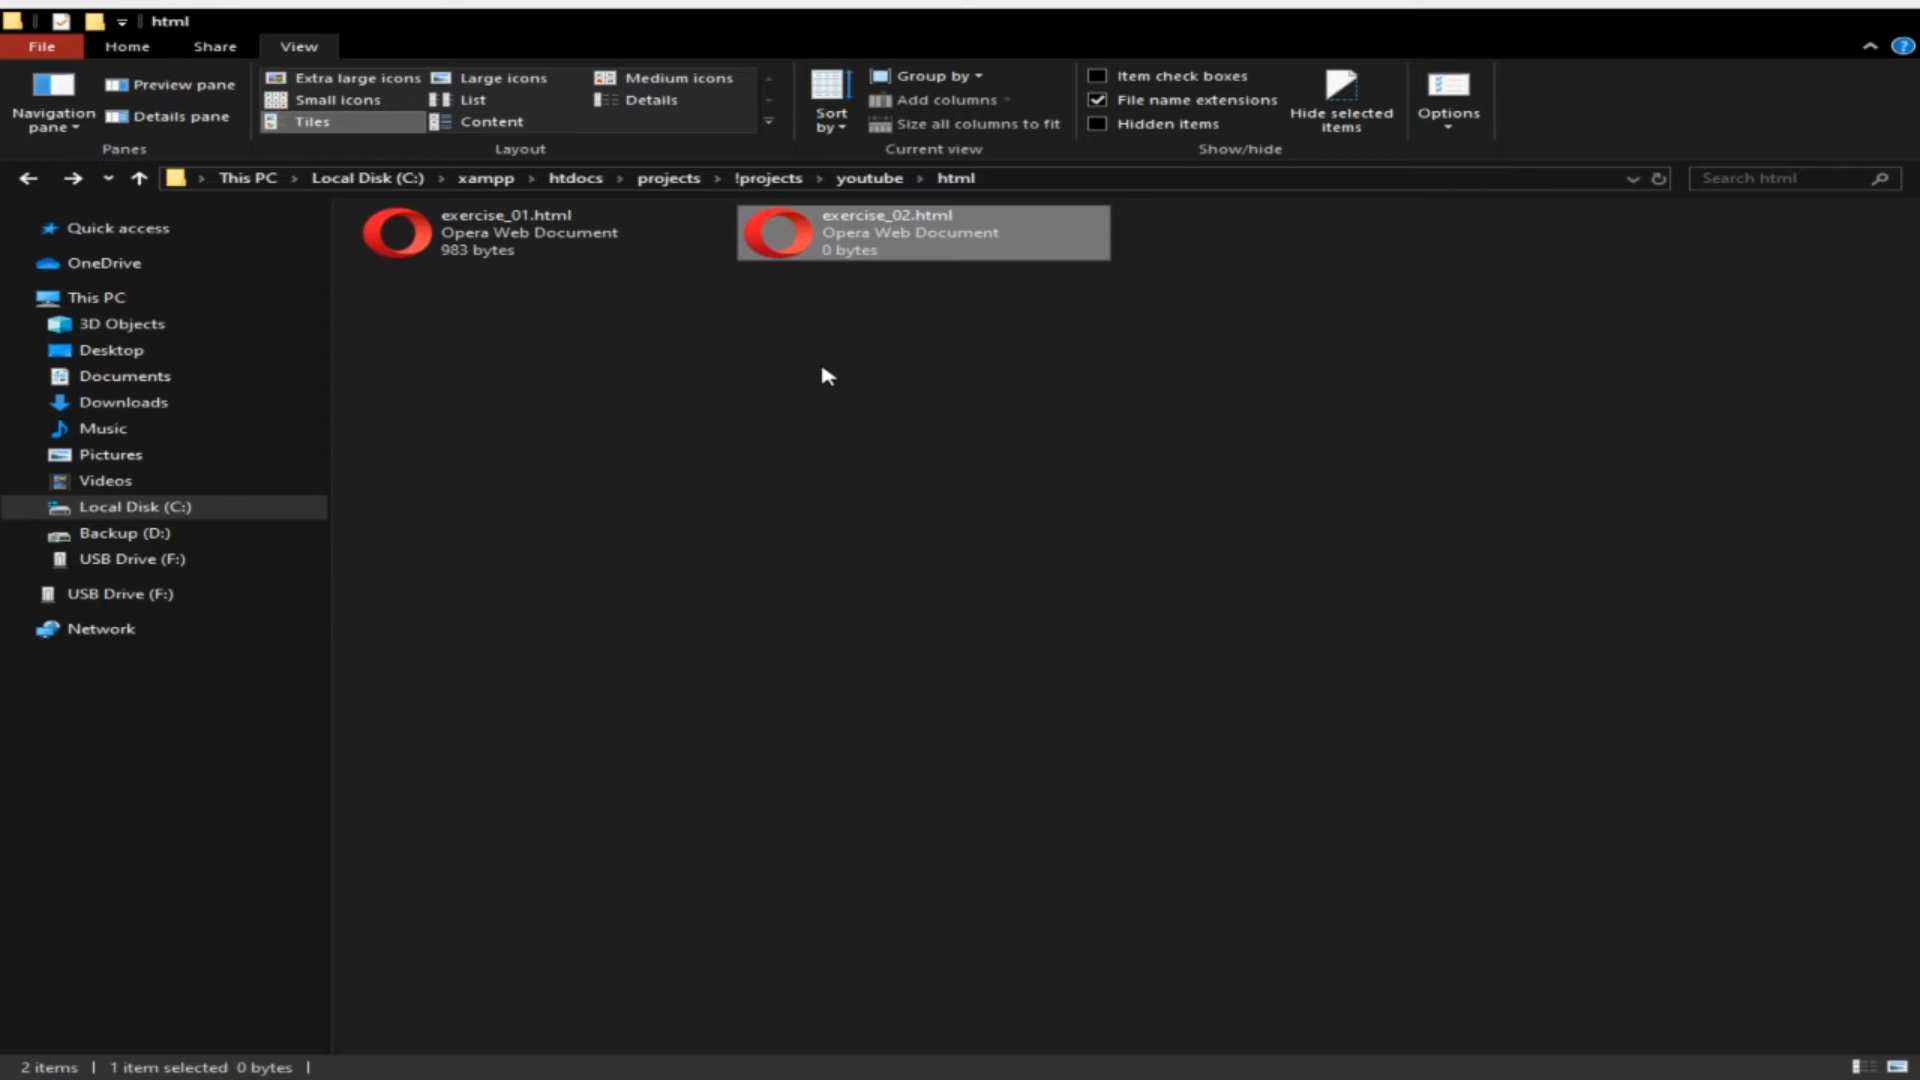 html
File Home Share View
Navigation pane
Preview pane
Details pane
Panes
Extra large icons Large icons Medium icons
Small icons List Details
Tiles Content
Layout
Sort by
Group by
Add columns
Size all columns to fit
Current view
Item check boxes
File name extensions
Hidden items
Hide selected items
Show/hide
Options
This PC > Local Disk (C:) > xampp > htdocs > projects > !projects > youtube > html
Search html
Quick access
OneDrive
This PC
3D Objects
Desktop
Documents
Downloads
Music
Pictures
Videos
Local Disk (C:)
Backup (D:)
USB Drive (F:)
USB Drive (F:)
Network
exercise_01.html
Opera Web Document
983 bytes
exercise_02.html
Opera Web Document
0 bytes
2 items | 1 item selected 0 bytes |